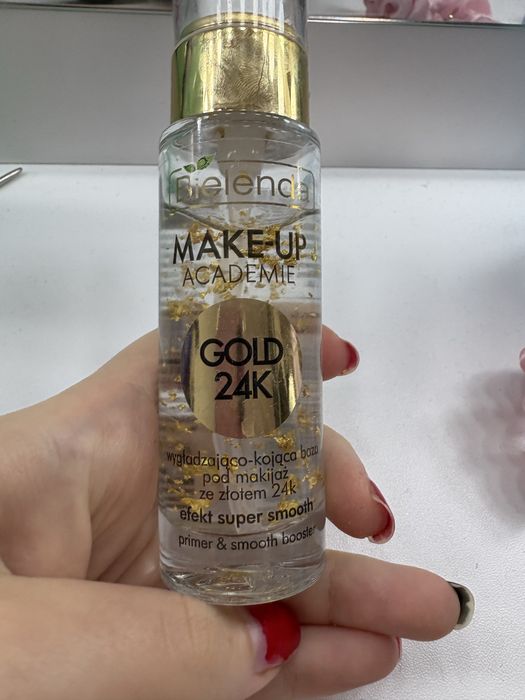 Bielenda
MAKE-UP
ACADEMIE
GOLD
24K
wygładzająco-kojąca baza
pod makijaż
ze złotem 24k
efekt super smooth
primer & smooth booster